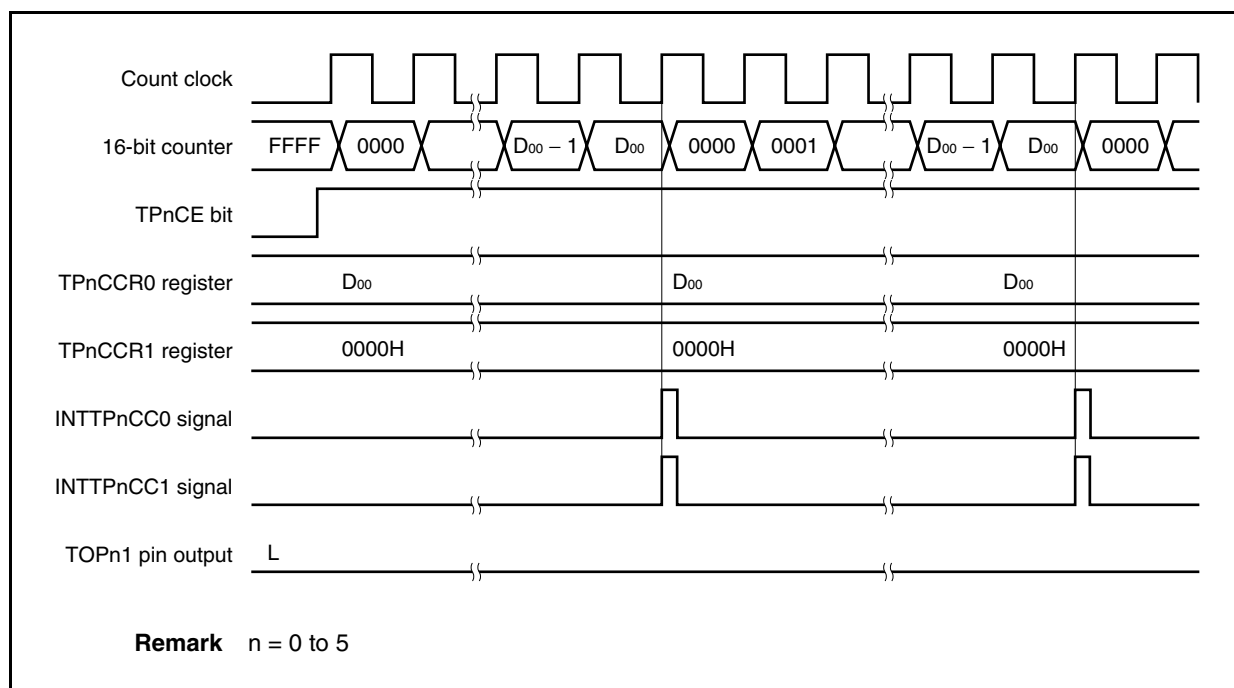 Count clock
16-bit counter FFFF 0000 D00 − 1 D00 0000 0001 D00 − 1 D00 0000
TPnCE bit
TPnCCR0 register D00 D00 D00
TPnCCR1 register 0000H 0000H 0000H
INTTPnCC0 signal
INTTPnCC1 signal
TOPn1 pin output L
Remark n = 0 to 5